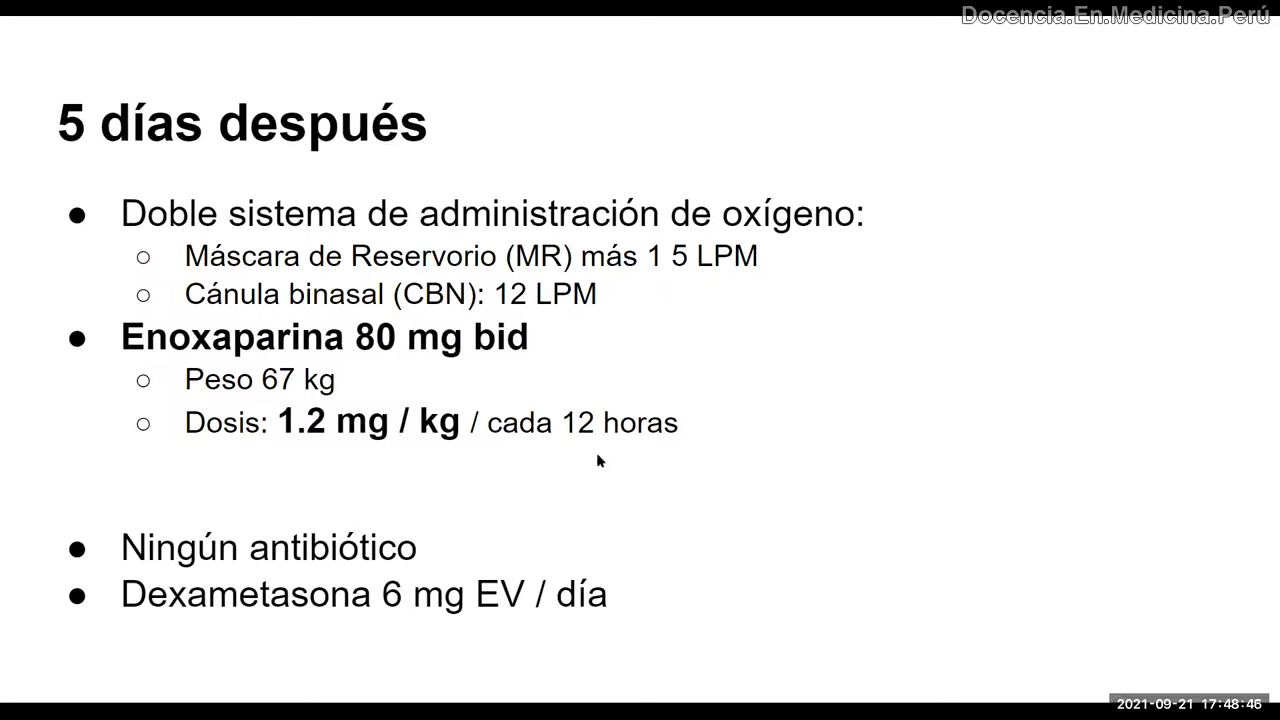 Docencia.En.Medicina.Perú
5 días después
● Doble sistema de administración de oxígeno:
○ Máscara de Reservorio (MR) más 1 5 LPM
○ Cánula binasal (CBN): 12 LPM
● Enoxaparina 80 mg bid
○ Peso 67 kg
○ Dosis: 1.2 mg / kg / cada 12 horas
● Ningún antibiótico
● Dexametasona 6 mg EV / día
2021-09-21 17:48:46